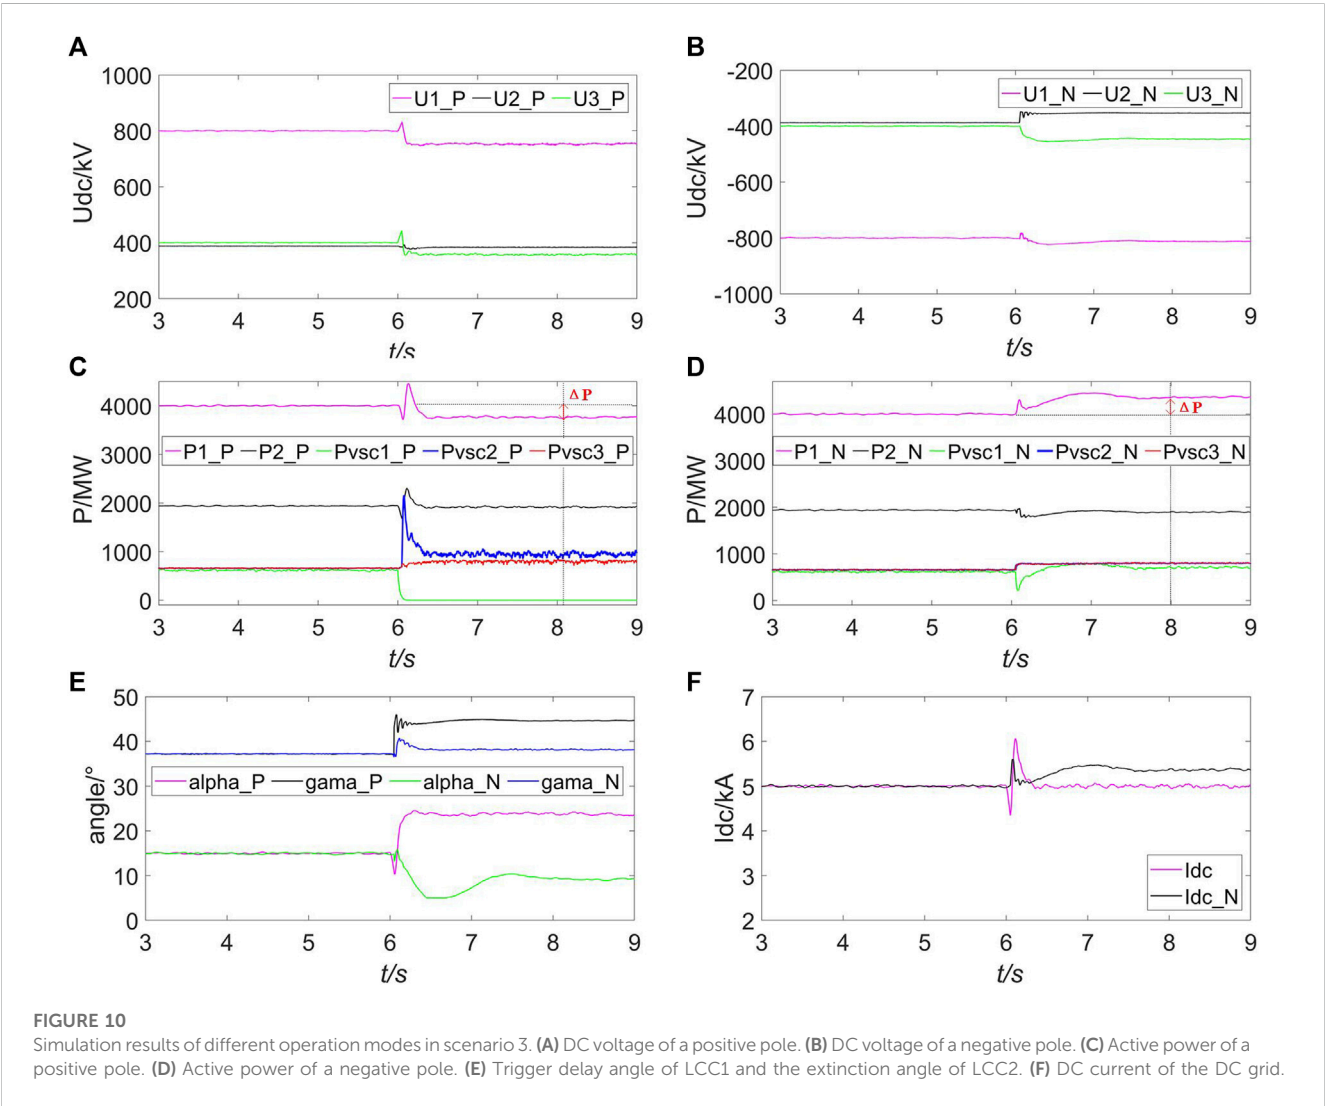 A
1000
800
600
400
200
Udc/kV
U1_P U2_P U3_P
3 4 5 6 7 8 9
t/s
B
-200
-400
-600
-800
-1000
Udc/kV
U1_N U2_N U3_N
3 4 5 6 7 8 9
t/s
C
4000
3000
2000
1000
0
P/MW
ΔP
P1_P P2_P Pvsc1_P Pvsc2_P Pvsc3_P
3 4 5 6 7 8 9
t/s
D
4000
3000
2000
1000
0
P/MW
ΔP
P1_N P2_N Pvsc1_N Pvsc2_N Pvsc3_N
3 4 5 6 7 8 9
t/s
E
50
40
30
20
10
0
angle/°
alpha_P gama_P alpha_N gama_N
3 4 5 6 7 8 9
t/s
F
7
6
5
4
3
2
Idc/kA
Idc
Idc_N
3 4 5 6 7 8 9
t/s
FIGURE 10
Simulation results of different operation modes in scenario 3. (A) DC voltage of a positive pole. (B) DC voltage of a negative pole. (C) Active power of a
positive pole. (D) Active power of a negative pole. (E) Trigger delay angle of LCC1 and the extinction angle of LCC2. (F) DC current of the DC grid.